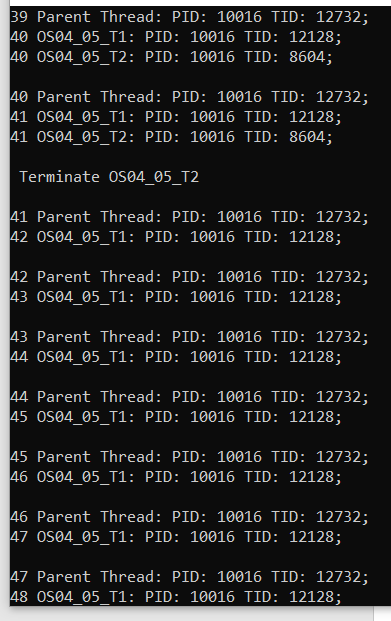 39 Parent Thread: PID: 10016 TID: 12732;
40 OS04_05_T1: PID: 10016 TID: 12128;
40 OS04_05_T2: PID: 10016 TID: 8604;
40 Parent Thread: PID: 10016 TID: 12732;
41 OS04_05_T1: PID: 10016 TID: 12128;
41 OS04_05_T2: PID: 10016 TID: 8604;
Terminate OS04_05_T2
41 Parent Thread: PID: 10016 TID: 12732;
42 OS04_05_T1: PID: 10016 TID: 12128;
42 Parent Thread: PID: 10016 TID: 12732;
43 OS04_05_T1: PID: 10016 TID: 12128;
43 Parent Thread: PID: 10016 TID: 12732;
44 OS04_05_T1: PID: 10016 TID: 12128;
44 Parent Thread: PID: 10016 TID: 12732;
45 OS04_05_T1: PID: 10016 TID: 12128;
45 Parent Thread: PID: 10016 TID: 12732;
46 OS04_05_T1: PID: 10016 TID: 12128;
46 Parent Thread: PID: 10016 TID: 12732;
47 OS04_05_T1: PID: 10016 TID: 12128;
47 Parent Thread: PID: 10016 TID: 12732;
48 OS04_05_T1: PID: 10016 TID: 12128;